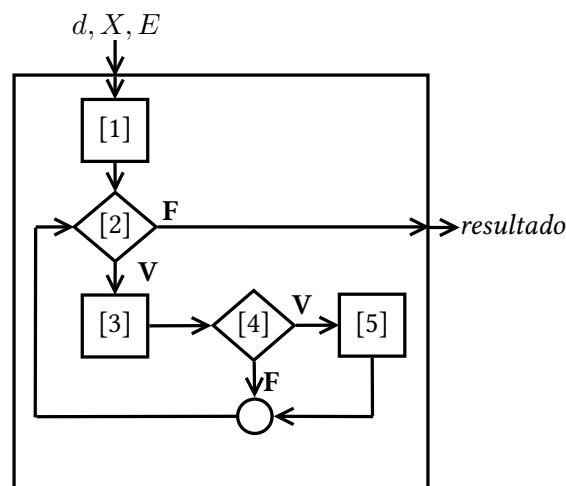 d, X, E
[1]
[2]
F
resultado
V
[3]
[4]
V
[5]
F